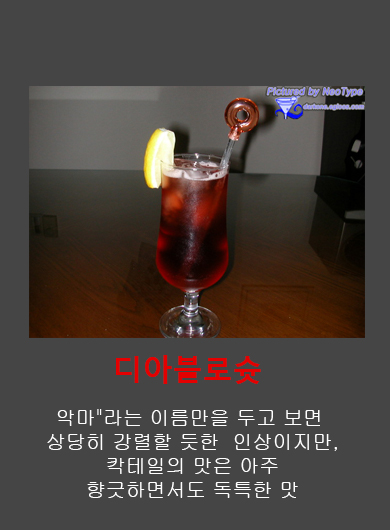 Pictured by NeoType
diablosu
디아블로슛
악마"라는 이름만을 두고 보면
상당히 강렬할 듯한 인상이지만,
칵테일의 맛은 아주
향긋하면서도 독특한 맛